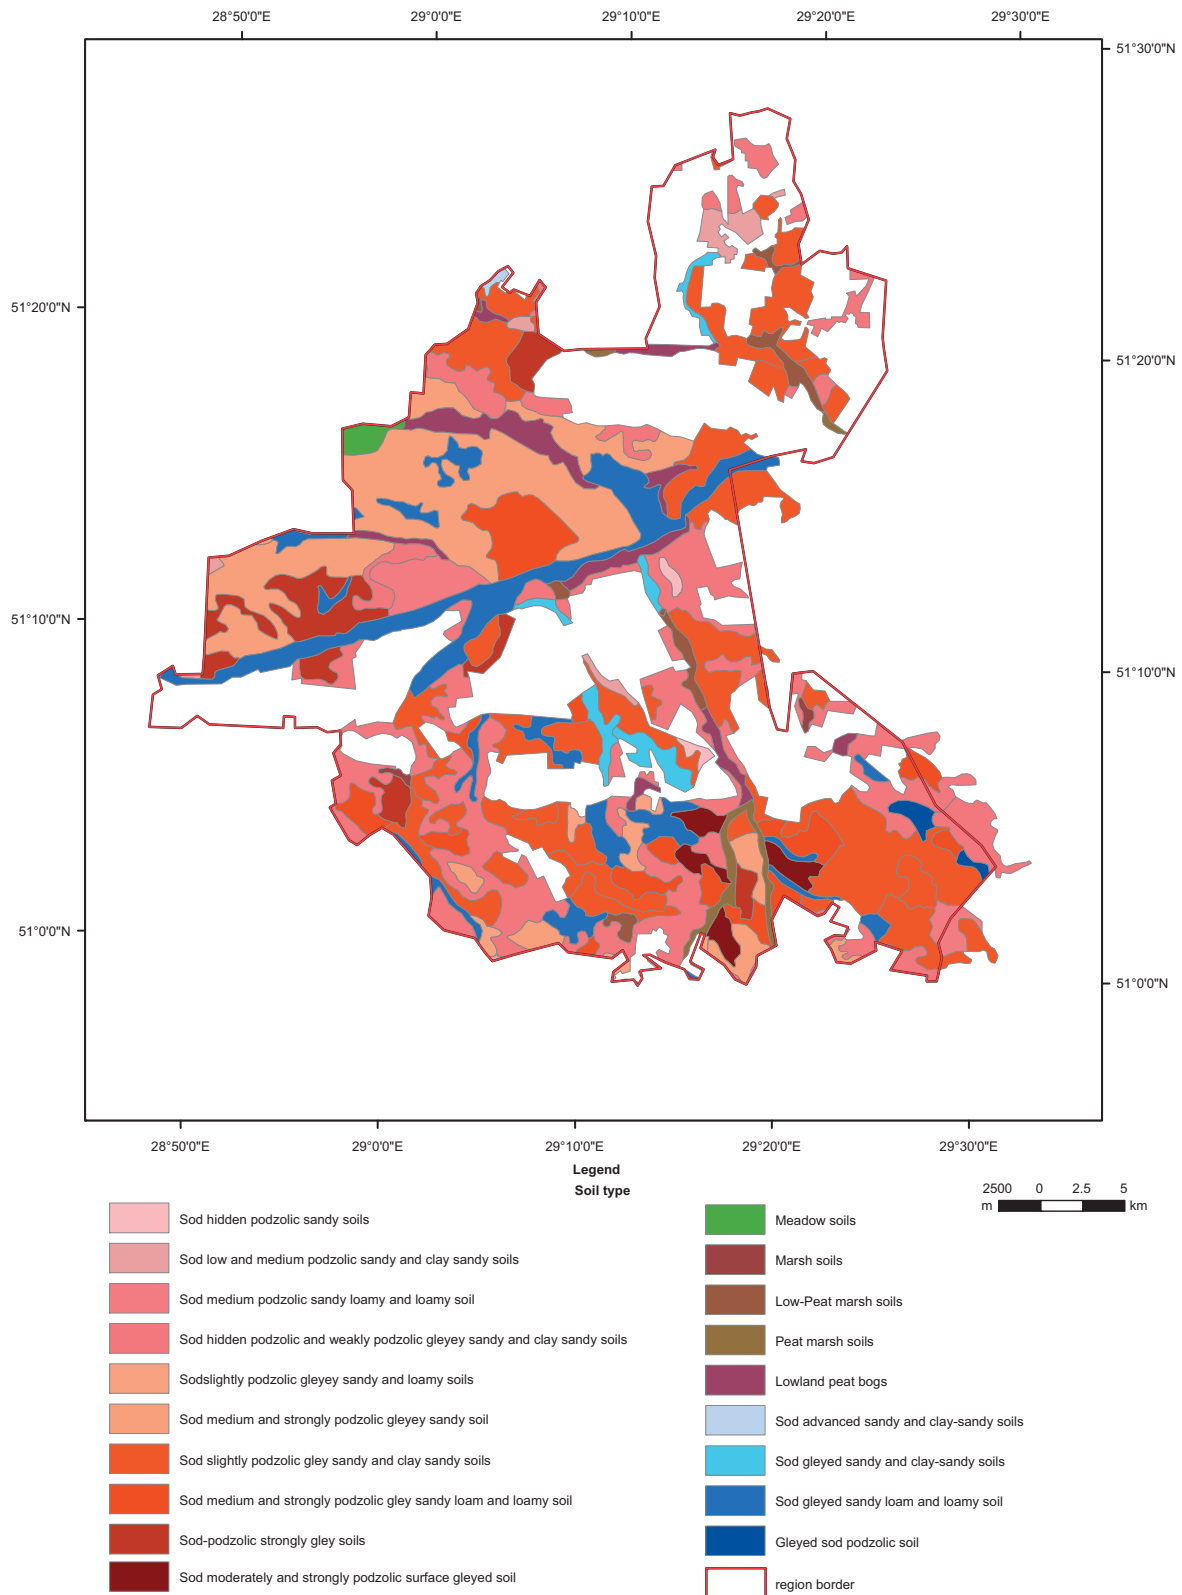 28°50'0"E 29°0'0"E 29°10'0"E 29°20'0"E 29°30'0"E
51°30'0"N
51°20'0"N
51°20'0"N
51°10'0"N
51°10'0"N
51°0'0"N
51°0'0"N
28°50'0"E 29°0'0"E 29°10'0"E 29°20'0"E 29°30'0"E
Legend
Soil type
2500 0 2.5 5
m km
Sod hidden podzolic sandy soils
Sod low and medium podzolic sandy and clay sandy soils
Sod medium podzolic sandy loamy and loamy soil
Sod hidden podzolic and weakly podzolic gleyey sandy and clay sandy soils
Sodslightly podzolic gleyey sandy and loamy soils
Sod medium and strongly podzolic gleyey sandy soil
Sod slightly podzolic gley sandy and clay sandy soils
Sod medium and strongly podzolic gley sandy loam and loamy soil
Sod-podzolic strongly gley soils
Sod moderately and strongly podzolic surface gleyed soil
Meadow soils
Marsh soils
Low-Peat marsh soils
Peat marsh soils
Lowland peat bogs
Sod advanced sandy and clay-sandy soils
Sod gleyed sandy and clay-sandy soils
Sod gleyed sandy loam and loamy soil
Gleyed sod podzolic soil
region border